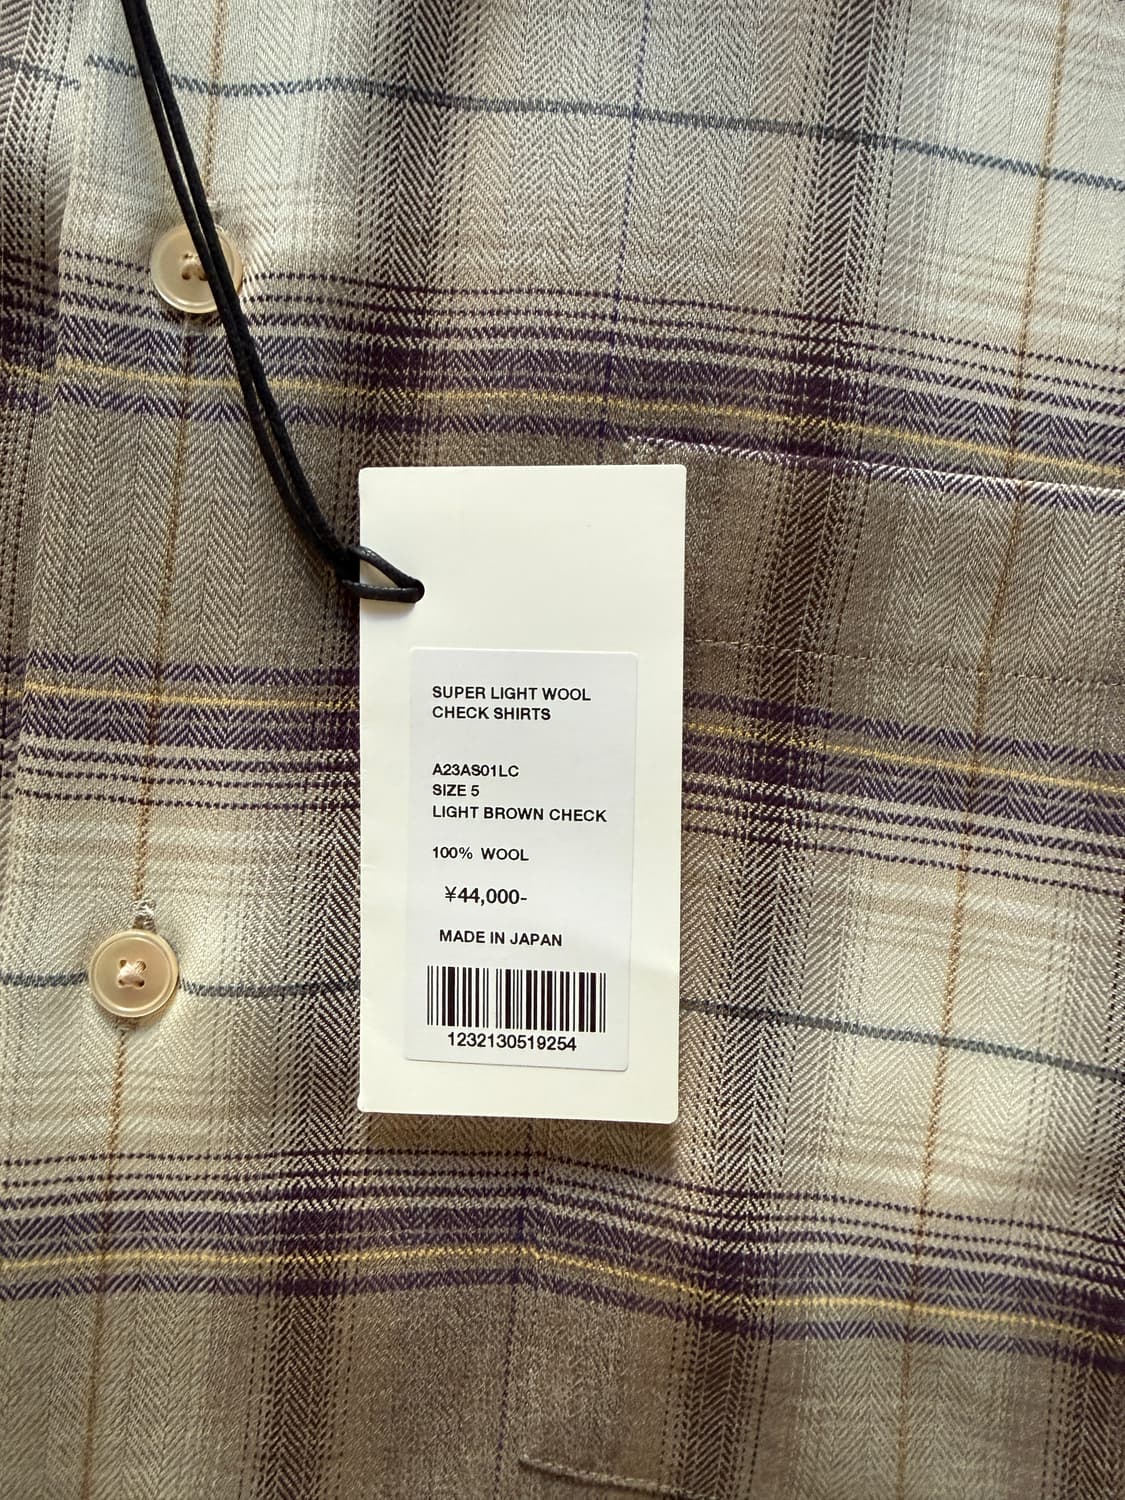 SUPER LIGHT WOOL
CHECK SHIRTS
A23AS01LC
SIZE 5
LIGHT BROWN CHECK
100% WOOL
¥44,000-
MADE IN JAPAN
1232130519254